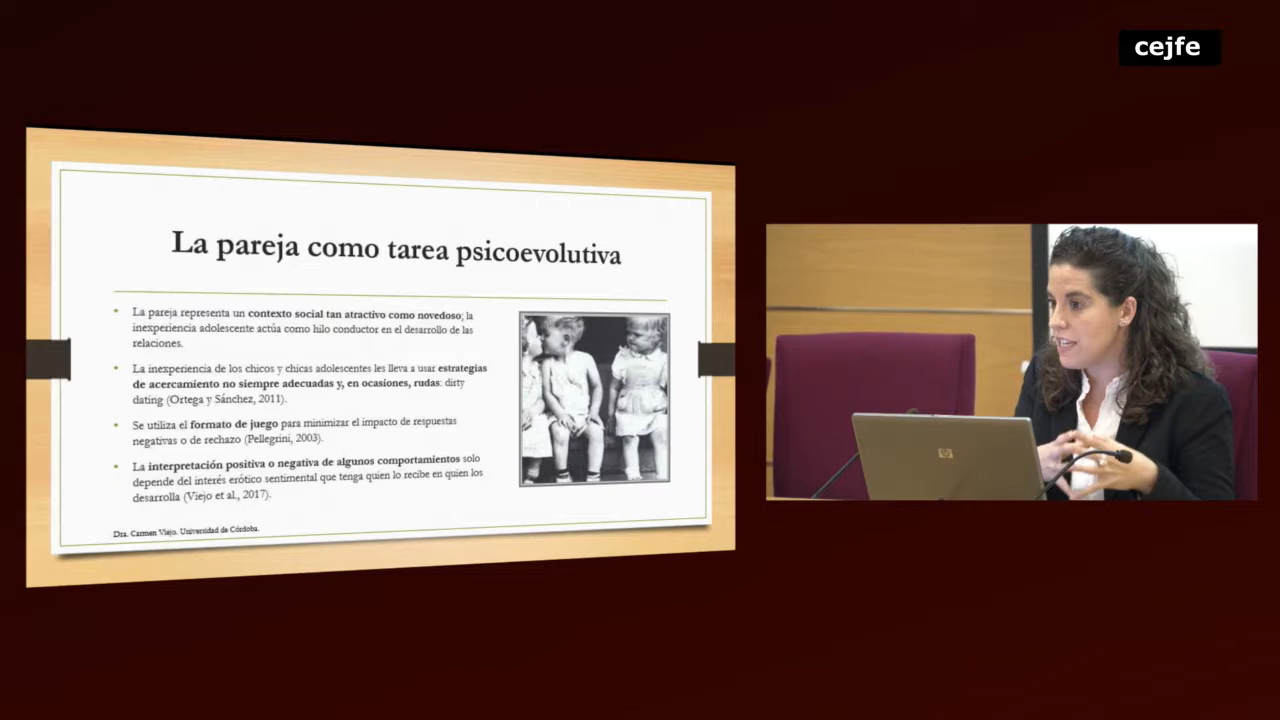 cejfe
La pareja como tarea psicoevolutiva
La pareja representa un contexto social tan atractivo como novedoso; la
inexperiencia adolescente actúa como hilo conductor en el desarrollo de las
relaciones.
La inexperiencia de los chicos y chicas adolescentes les lleva a usar estrategias
de acercamiento no siempre adecuadas y, en ocasiones, rudas: dirty
dating (Ortega y Sánchez, 2011).
Se utiliza el formato de juego para minimizar el impacto de respuestas
negativas o de rechazo (Pellegrini, 2003).
La interpretación positiva o negativa de algunos comportamientos solo
depende del interés erótico sentimental que tenga quien lo recibe en quien los
desarrolla (Viejo et al., 2017).
Dra. Carmen Viejo. Universidad de Córdoba.
hp